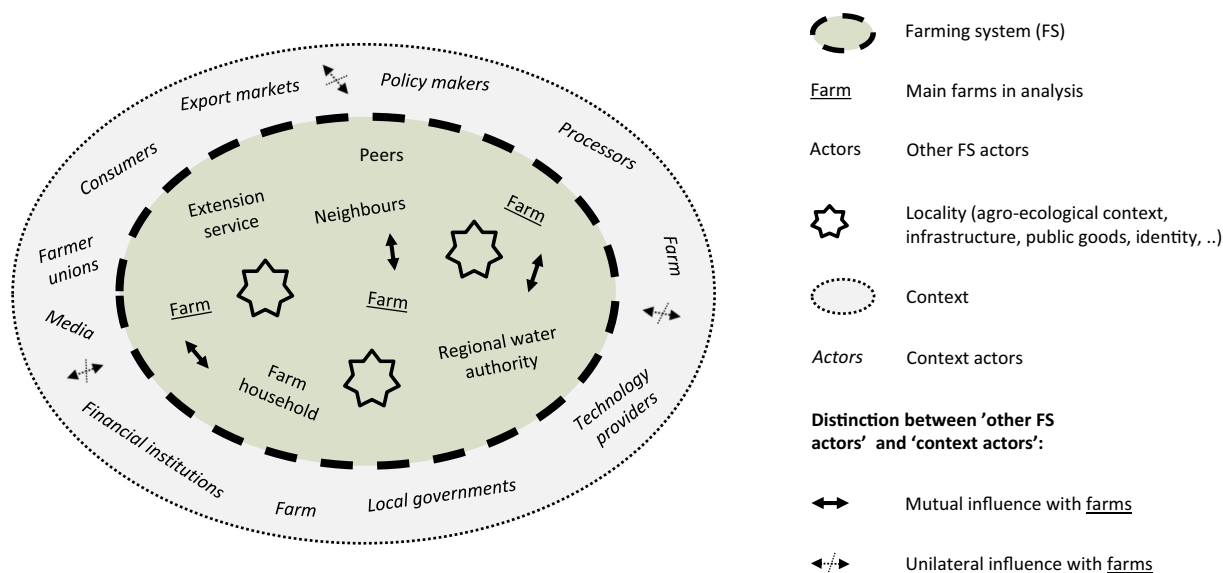 Export markets
Policy makers
Processors
Consumers
Peers
Extension
service
Neighbours
Farm
Farmer
unions
Farm
Farm
Farm
Media
Regional water
authority
Farm
household
Technology
providers
Financial institutions
Farm
Local governments
Farming system (FS)
Farm
Main farms in analysis
Actors
Other FS actors
Locality (agro-ecological context,
infrastructure, public goods, identity, ..)
Context
Actors
Context actors
Distinction between ’other FS
actors’ and ‘context actors’:
Mutual influence with farms
Unilateral influence with farms